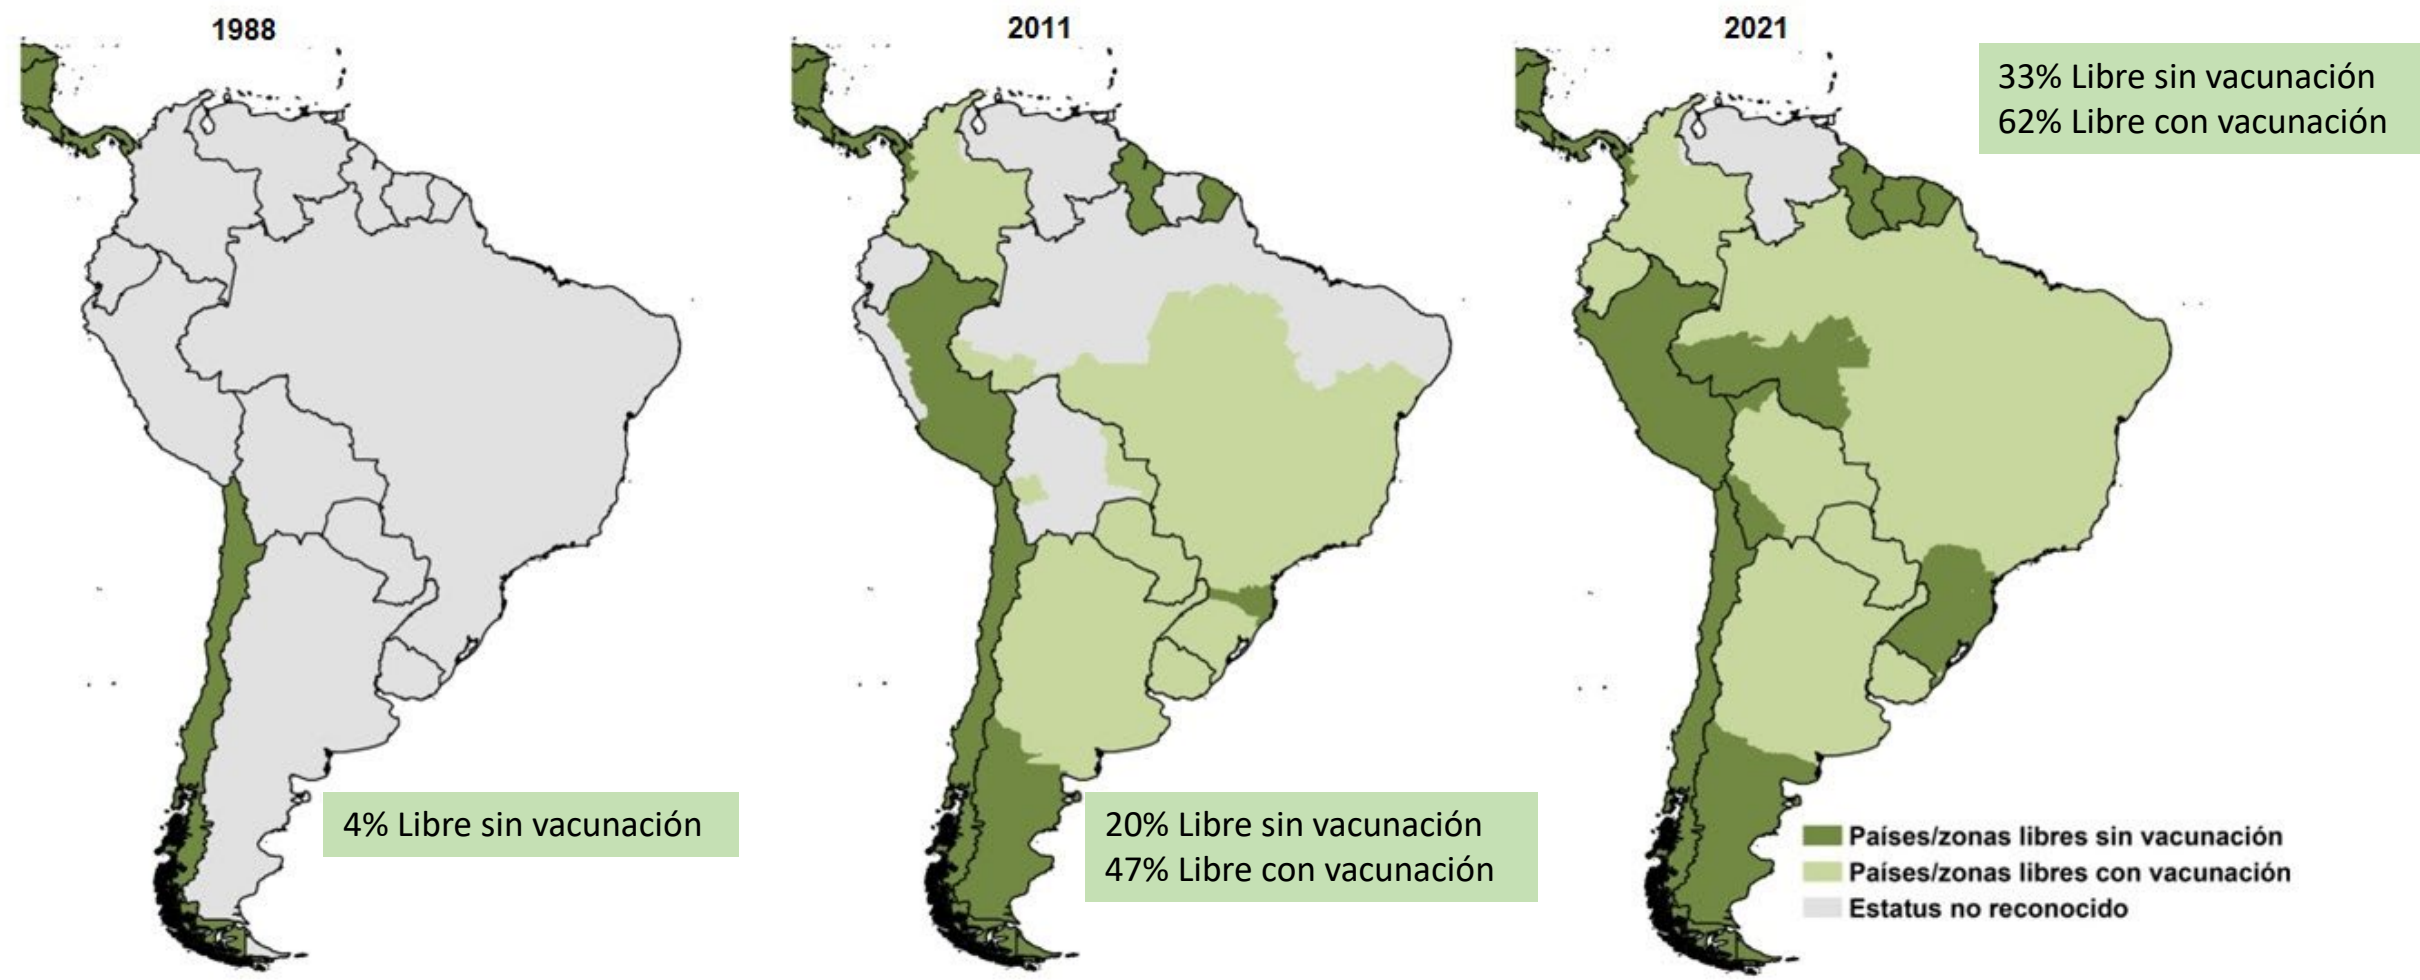 1988
4% Libre sin vacunación
2011
20% Libre sin vacunación
47% Libre con vacunación
2021
33% Libre sin vacunación
62% Libre con vacunación
Países/zonas libres sin vacunación
Países/zonas libres con vacunación
Estatus no reconocido